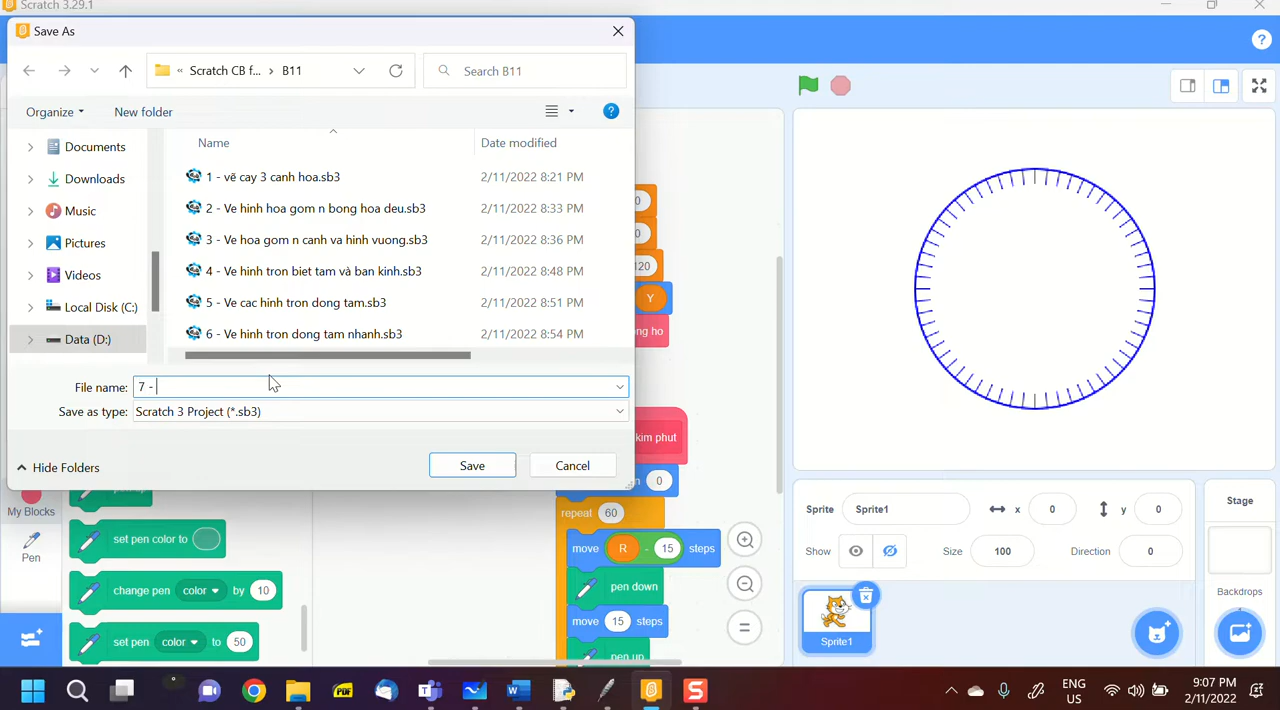 Scratch 3.29.1
Save As
« Scratch CB f... › B11
Search B11
Organize
New folder
Name
Date modified
Documents
Downloads
Music
Pictures
Videos
Local Disk (C:)
Data (D:)
1 - vẽ cay 3 canh hoa.sb3 2/11/2022 8:21 PM
2 - Ve hinh hoa gom n bong hoa deu.sb3 2/11/2022 8:33 PM
3 - Ve hoa gom n canh va hinh vuong.sb3 2/11/2022 8:36 PM
4 - Ve hinh tron biet tam và ban kinh.sb3 2/11/2022 8:48 PM
5 - Ve cac hinh tron dong tam.sb3 2/11/2022 8:51 PM
6 - Ve hinh tron dong tam nhanh.sb3 2/11/2022 8:54 PM
File name: 7 -
Save as type: Scratch 3 Project (*.sb3)
Hide Folders
Save
Cancel
0
0
120
Y
ng ho
kim phut
n 0
repeat 60
move R - 15 steps
pen down
move 15 steps
pen up
My Blocks
Pen
set pen color to
change pen color by 10
set pen color to 50
Sprite Sprite1 x 0 y 0
Show Size 100 Direction 0
Sprite1
Stage
Backdrops
PDF
ENG
US
9:07 PM
2/11/2022